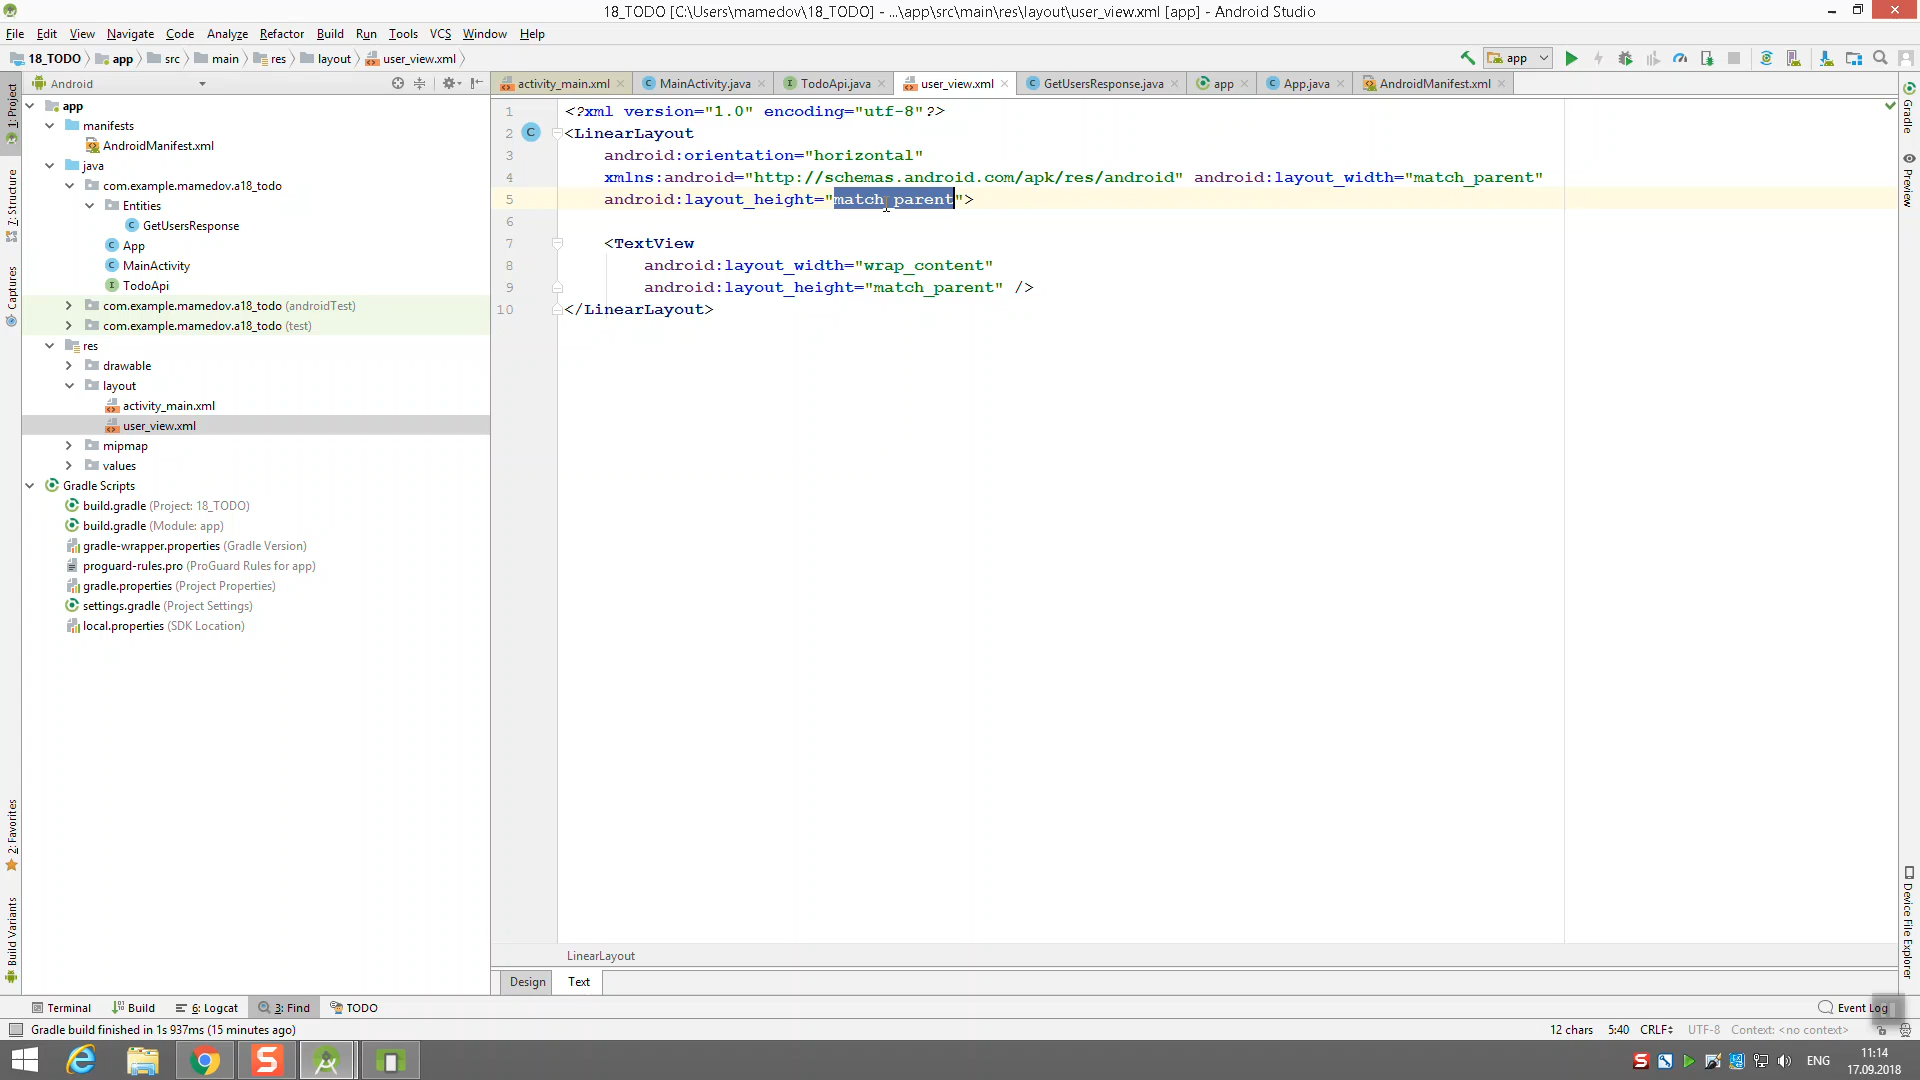 18_TODO [C:\Users\mamedov\18_TODO] - ...\app\src\main\res\layout\user_view.xml [app] - Android Studio
File Edit View Navigate Code Analyze Refactor Build Run Tools VCS Window Help
18_TODO app src main res layout user_view.xml
app
Android
activity_main.xml MainActivity.java TodoApi.java user_view.xml GetUsersResponse.java app App.java AndroidManifest.xml
1: Project
7: Structure
Captures
2: Favorites
Build Variants
app
manifests
AndroidManifest.xml
java
com.example.mamedov.a18_todo
Entities
GetUsersResponse
App
MainActivity
TodoApi
com.example.mamedov.a18_todo (androidTest)
com.example.mamedov.a18_todo (test)
res
drawable
layout
activity_main.xml
user_view.xml
mipmap
values
Gradle Scripts
build.gradle (Project: 18_TODO)
build.gradle (Module: app)
gradle-wrapper.properties (Gradle Version)
proguard-rules.pro (ProGuard Rules for app)
gradle.properties (Project Properties)
settings.gradle (Project Settings)
local.properties (SDK Location)
1 <?xml version="1.0" encoding="utf-8"?>
2 <LinearLayout
3 android:orientation="horizontal"
4 xmlns:android="http://schemas.android.com/apk/res/android" android:layout_width="match_parent"
5 android:layout_height="match_parent">
6
7 <TextView
8 android:layout_width="wrap_content"
9 android:layout_height="match_parent" />
10 </LinearLayout>
Gradle
Preview
Device File Explorer
LinearLayout
Design Text
Terminal Build 6: Logcat 3: Find TODO Event Log
Gradle build finished in 1s 937ms (15 minutes ago) 12 chars 5:40 CRLF UTF-8 Context: <no context>
ENG
11:14
17.09.2018